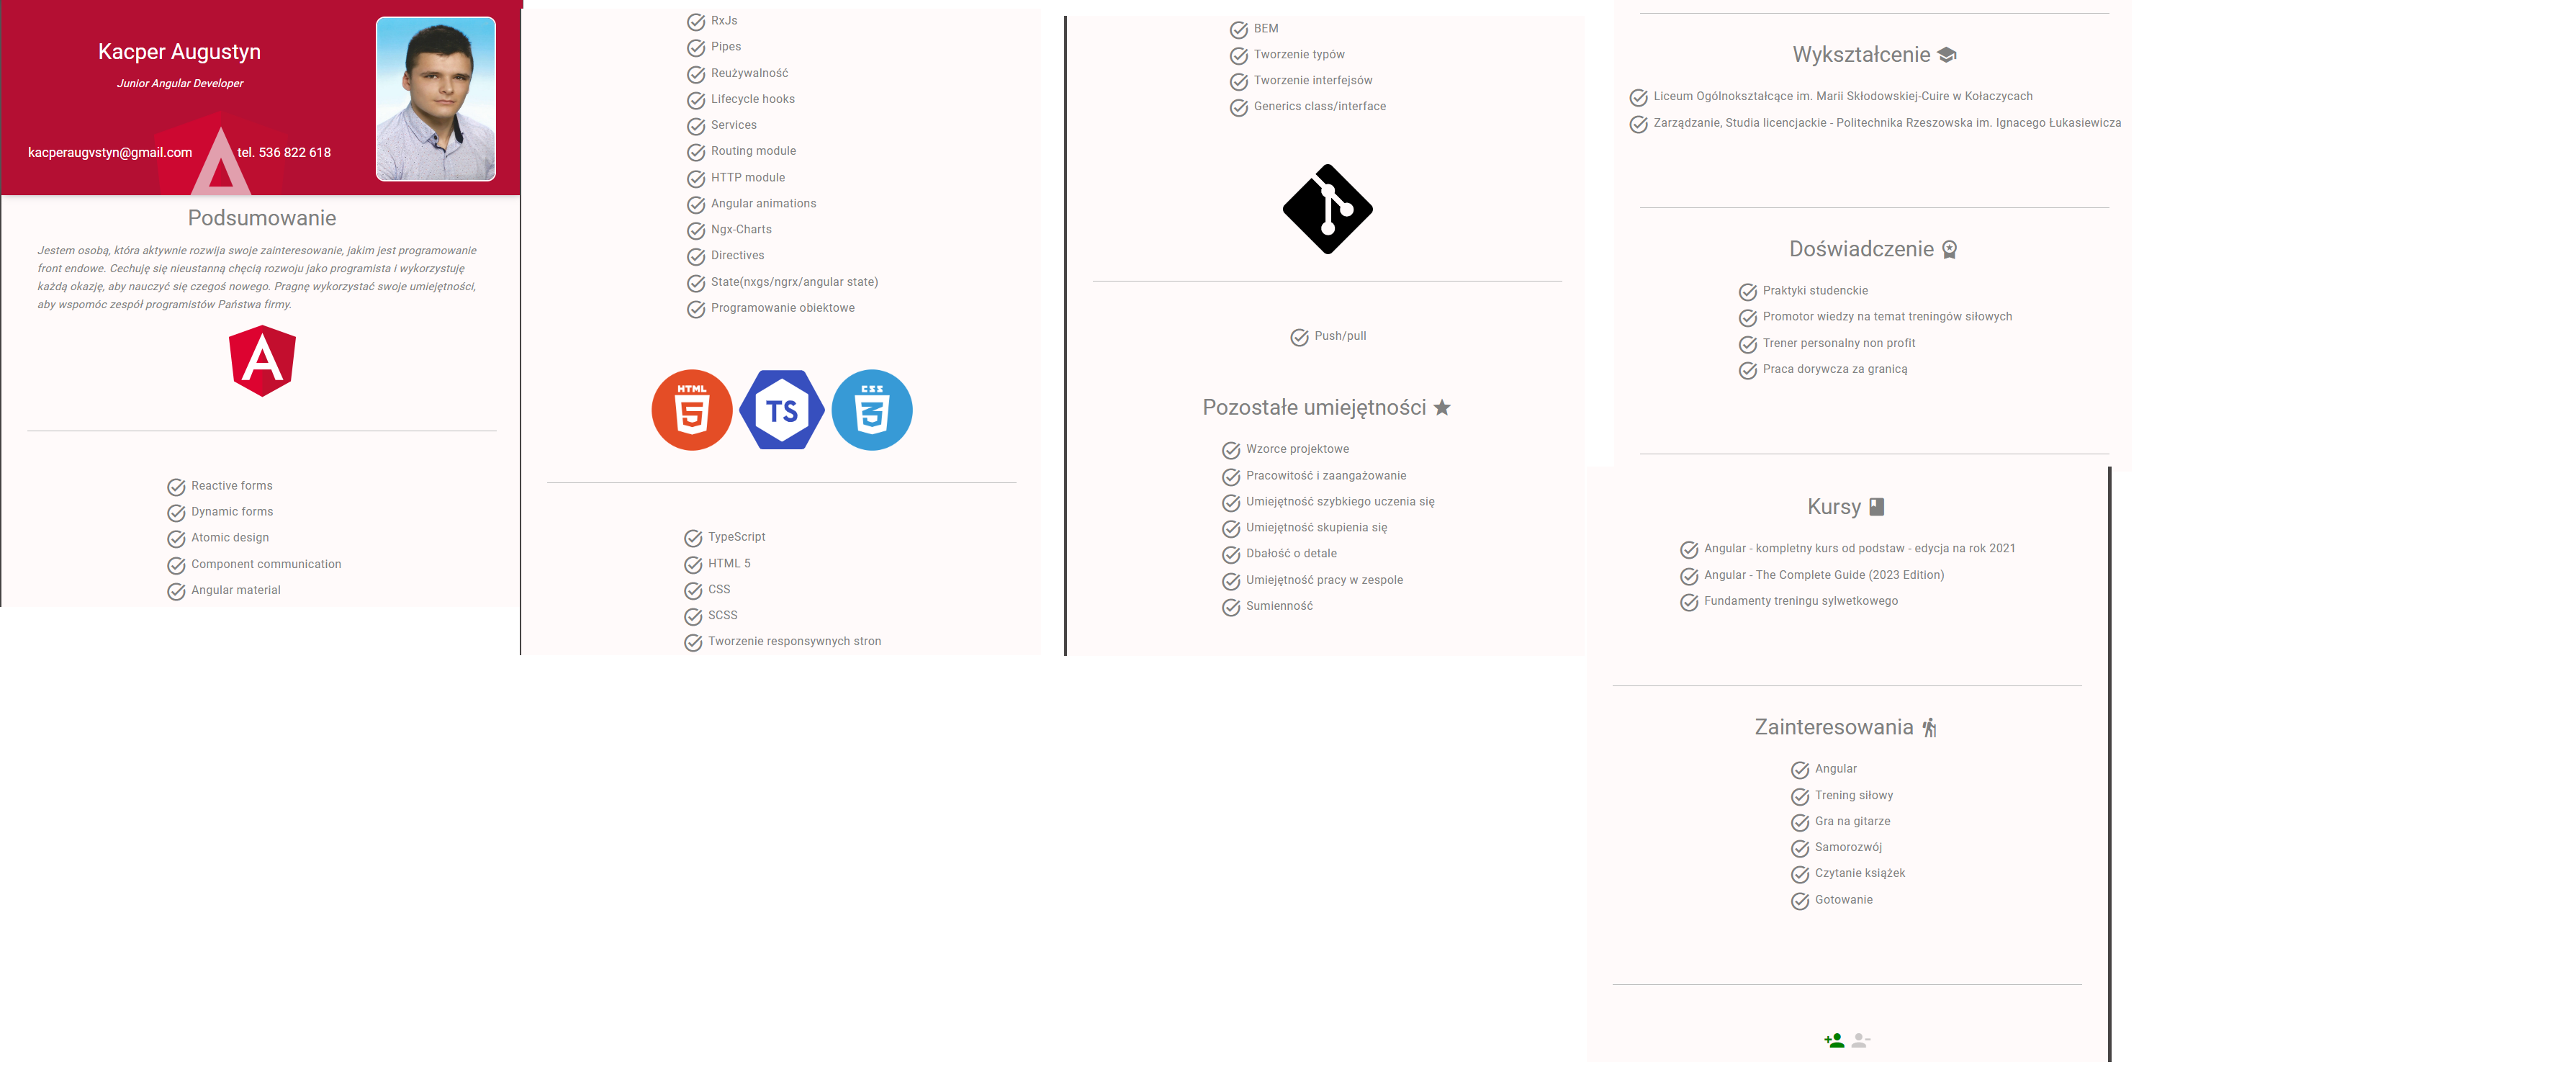 Kacper Augustyn
Junior Angular Developer
kacperaugvstyn@gmail.com
tel. 536 822 618
Podsumowanie
Jestem osobą, która aktywnie rozwija swoje zainteresowanie, jakim jest programowanie
front endowe. Cechuję się nieustanną chęcią rozwoju jako programista i wykorzystuję
każdą okazję, aby nauczyć się czegoś nowego. Pragnę wykorzystać swoje umiejętności,
aby wspomóc zespół programistów Państwa firmy.
A
Reactive forms
Dynamic forms
Atomic design
Component communication
Angular material
RxJs
Pipes
Reużywalność
Lifecycle hooks
Services
Routing module
HTTP module
Angular animations
Ngx-Charts
Directives
State(nxgs/ngrx/angular state)
Programowanie obiektowe
HTML 5
TS
CSS 3
TypeScript
HTML 5
CSS
SCSS
Tworzenie responsywnych stron
BEM
Tworzenie typów
Tworzenie interfejsów
Generics class/interface
Push/pull
Pozostałe umiejętności
Wzorce projektowe
Pracowitość i zaangażowanie
Umiejętność szybkiego uczenia się
Umiejętność skupienia się
Dbałość o detale
Umiejętność pracy w zespole
Sumienność
Wykształcenie
Liceum Ogólnokształcące im. Marii Skłodowskiej-Cuire w Kołaczycach
Zarządzanie, Studia licencjackie - Politechnika Rzeszowska im. Ignacego Łukasiewicza
Doświadczenie
Praktyki studenckie
Promotor wiedzy na temat treningów siłowych
Trener personalny non profit
Praca dorywcza za granicą
Kursy
Angular - kompletny kurs od podstaw - edycja na rok 2021
Angular - The Complete Guide (2023 Edition)
Fundamenty treningu sylwetkowego
Zainteresowania
Angular
Trening siłowy
Gra na gitarze
Samorozwój
Czytanie książek
Gotowanie